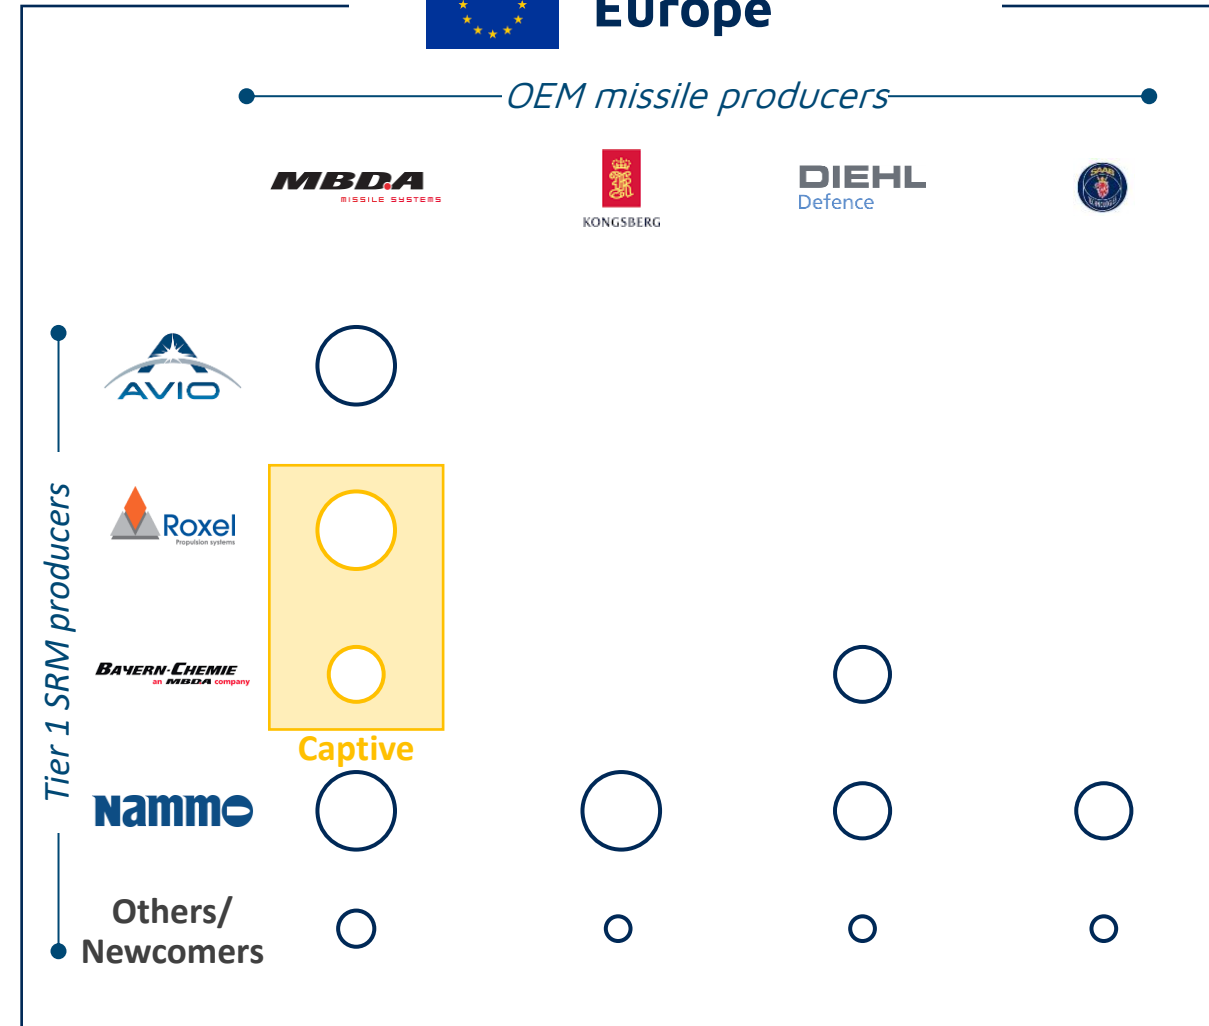 Europe
OEM missile producers
MBDA
MISSILE SYSTEMS
KONGSBERG
DIEHL
Defence
SAAB
Tier 1 SRM producers
AVIO
Roxel
Propulsion systems
BAYERN-CHEMIE
an MBDA company
Captive
Nammo
Others/
Newcomers